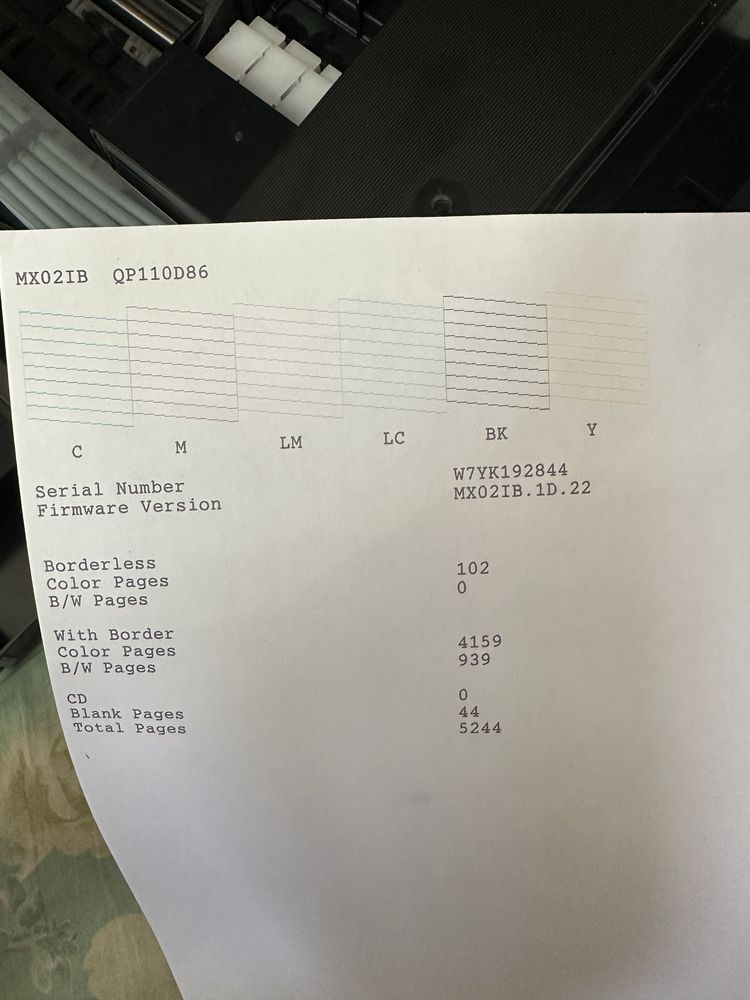 MX02IB QP110D86
C M LM LC BK Y
Serial Number W7YK192844
Firmware Version MX02IB.1D.22
Borderless
Color Pages 102
B/W Pages 0
With Border
Color Pages 4159
B/W Pages 939
CD 0
Blank Pages 44
Total Pages 5244